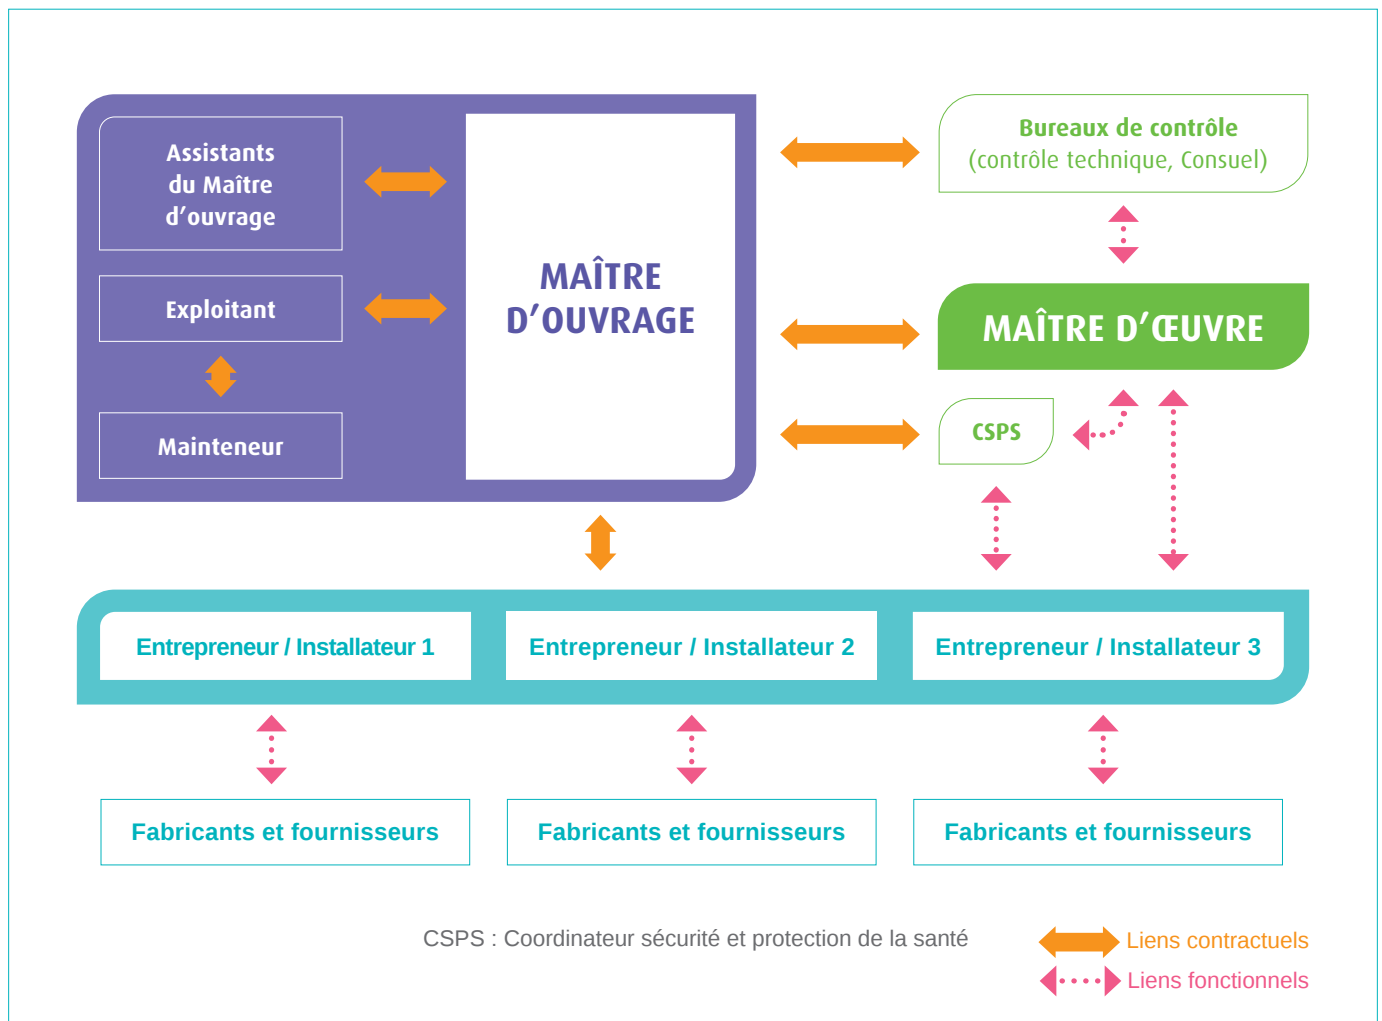 Assistants
du Maître
d'ouvrage
Exploitant
Mainteneur
MAÎTRE
D'OUVRAGE
Bureaux de contrôle
(contrôle technique, Consuel)
MAÎTRE D'ŒUVRE
CSPS
Entrepreneur / Installateur 1
Entrepreneur / Installateur 2
Entrepreneur / Installateur 3
Fabricants et fournisseurs
Fabricants et fournisseurs
Fabricants et fournisseurs
CSPS : Coordinateur sécurité et protection de la santé
Liens contractuels
Liens fonctionnels